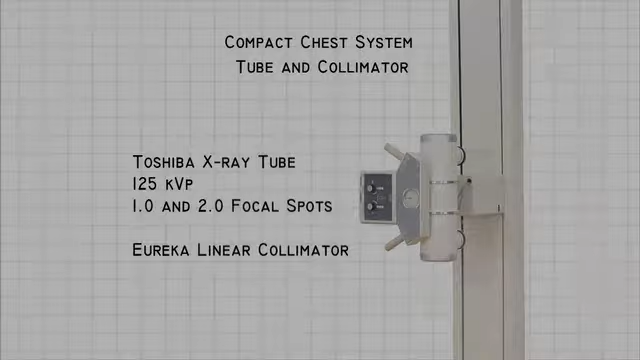 Compact Chest System
Tube and Collimator
Toshiba X-ray Tube
125 kVp
1.0 and 2.0 Focal Spots
Eureka Linear Collimator